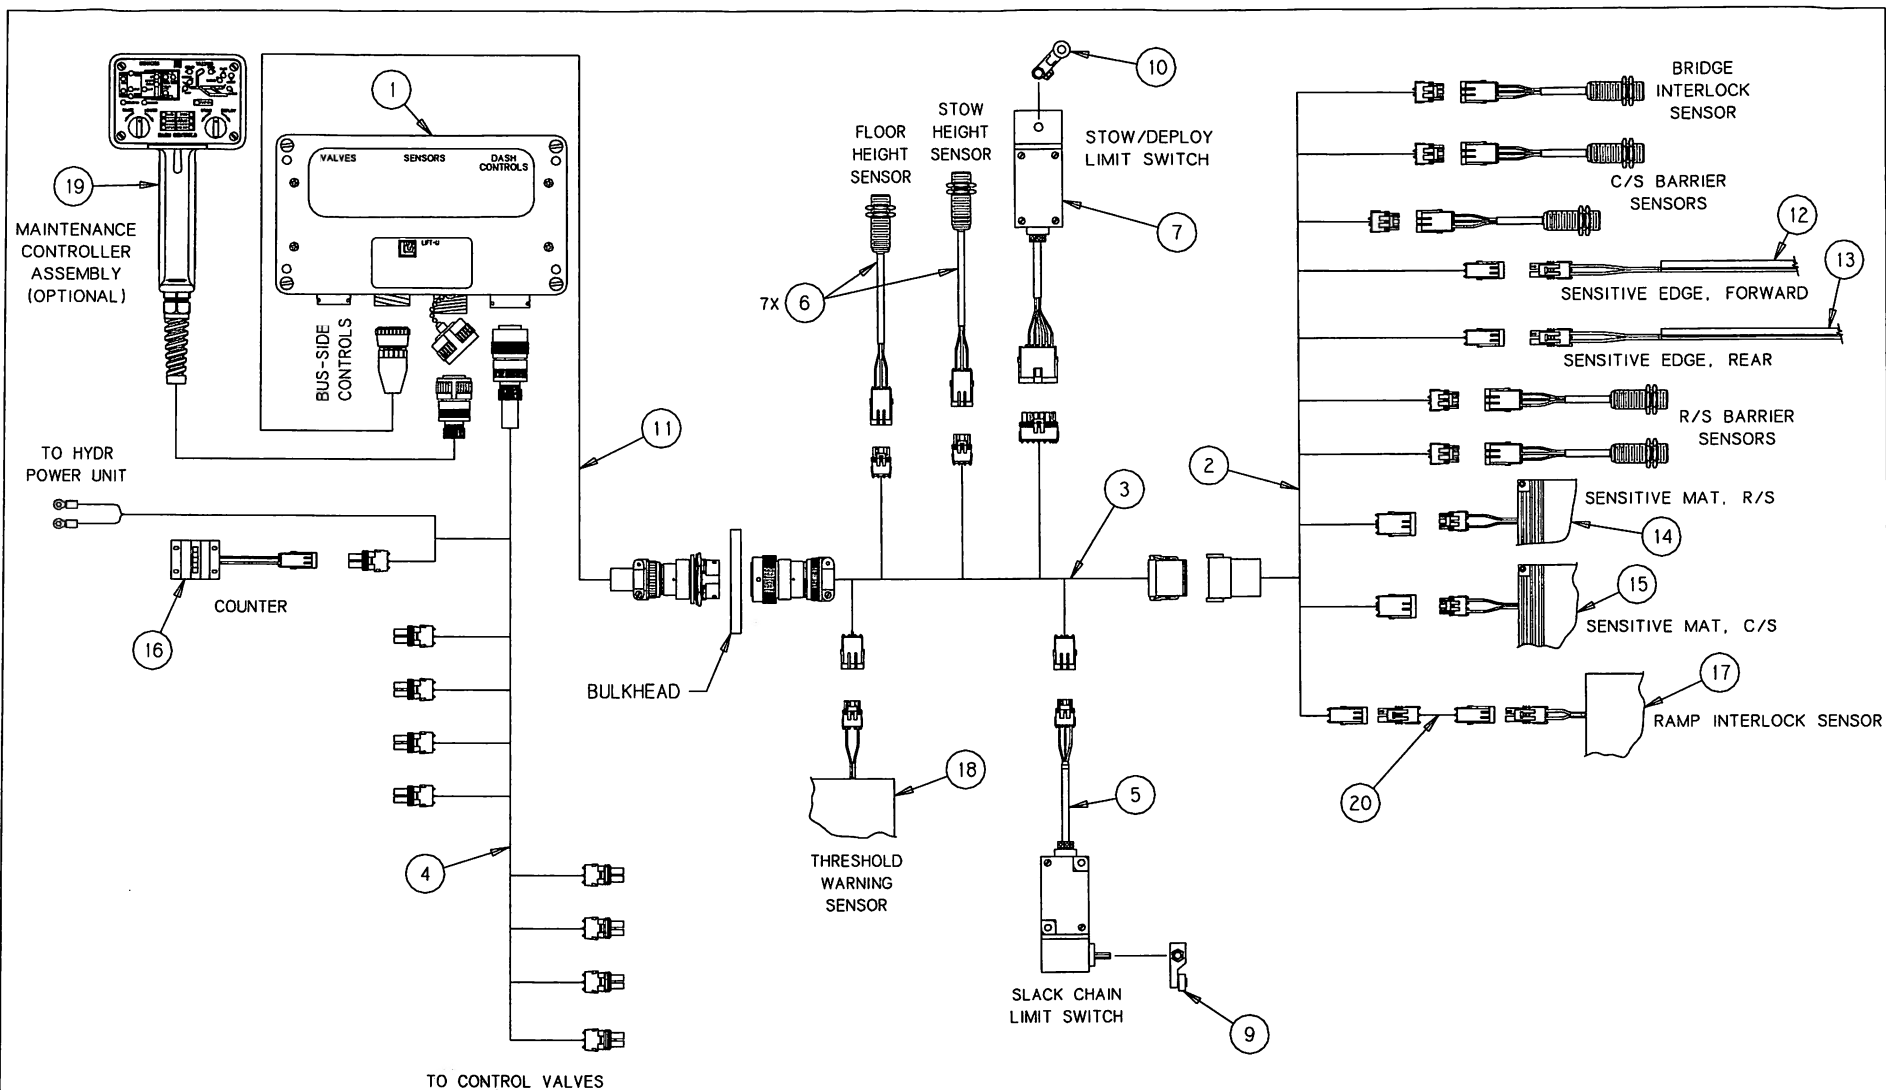 1
10
BRIDGE
INTERLOCK
SENSOR
VALVES
SENSORS
DASH
CONTROLS
LIFT-U
FLOOR
HEIGHT
SENSOR
STOW
HEIGHT
SENSOR
STOW/DEPLOY
LIMIT SWITCH
C/S BARRIER
SENSORS
19
MAINTENANCE
CONTROLLER
ASSEMBLY
(OPTIONAL)
7
12
13
7X 6
SENSITIVE EDGE, FORWARD
BUS-SIDE
CONTROLS
SENSITIVE EDGE, REAR
R/S BARRIER
SENSORS
11
TO HYDR
POWER UNIT
2
3
SENSITIVE MAT, R/S
14
COUNTER
16
15
SENSITIVE MAT, C/S
BULKHEAD
17
RAMP INTERLOCK SENSOR
18
5
20
THRESHOLD
WARNING
SENSOR
4
SLACK CHAIN
LIMIT SWITCH
9
TO CONTROL VALVES